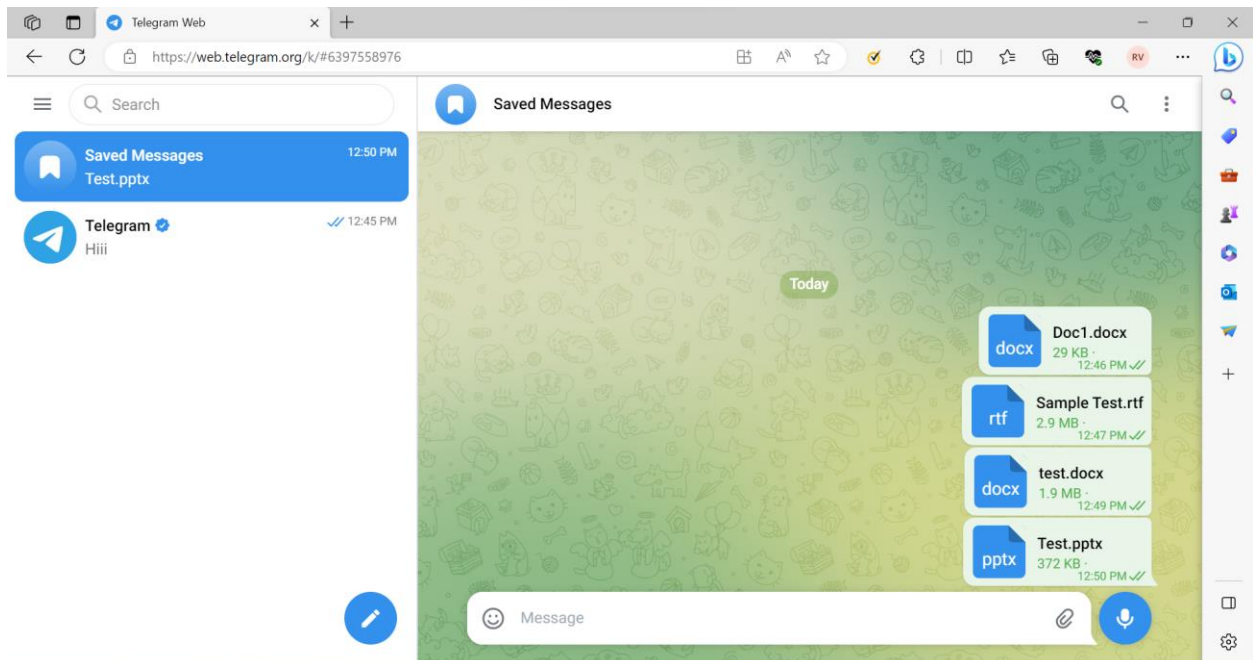 Telegram Web
https://web.telegram.org/k/#6397558976
RV
Search
Saved Messages 12:50 PM
Test.pptx
Telegram 12:45 PM
Hiii
Saved Messages
Today
docx
Doc1.docx
29 KB ·
12:46 PM
rtf
Sample Test.rtf
2.9 MB ·
12:47 PM
docx
test.docx
1.9 MB ·
12:49 PM
pptx
Test.pptx
372 KB ·
12:50 PM
Message